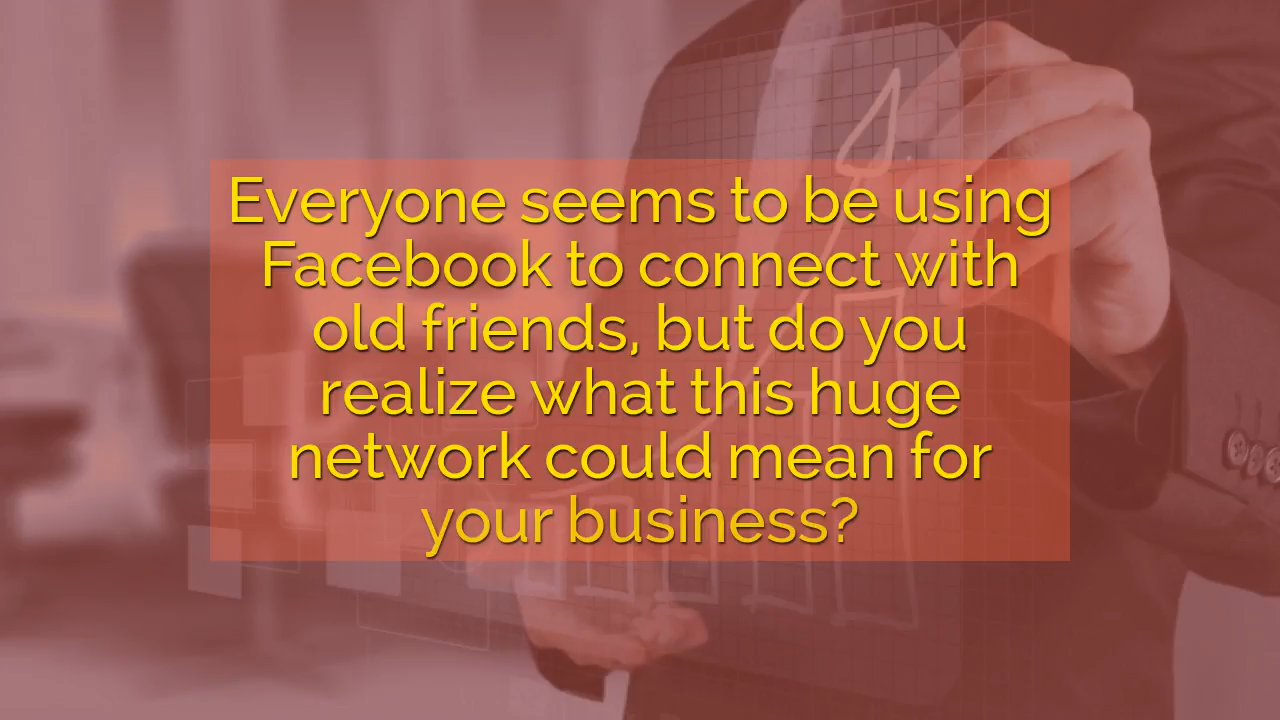 Everyone seems to be using
Facebook to connect with
old friends, but do you
realize what this huge
network could mean for
your business?